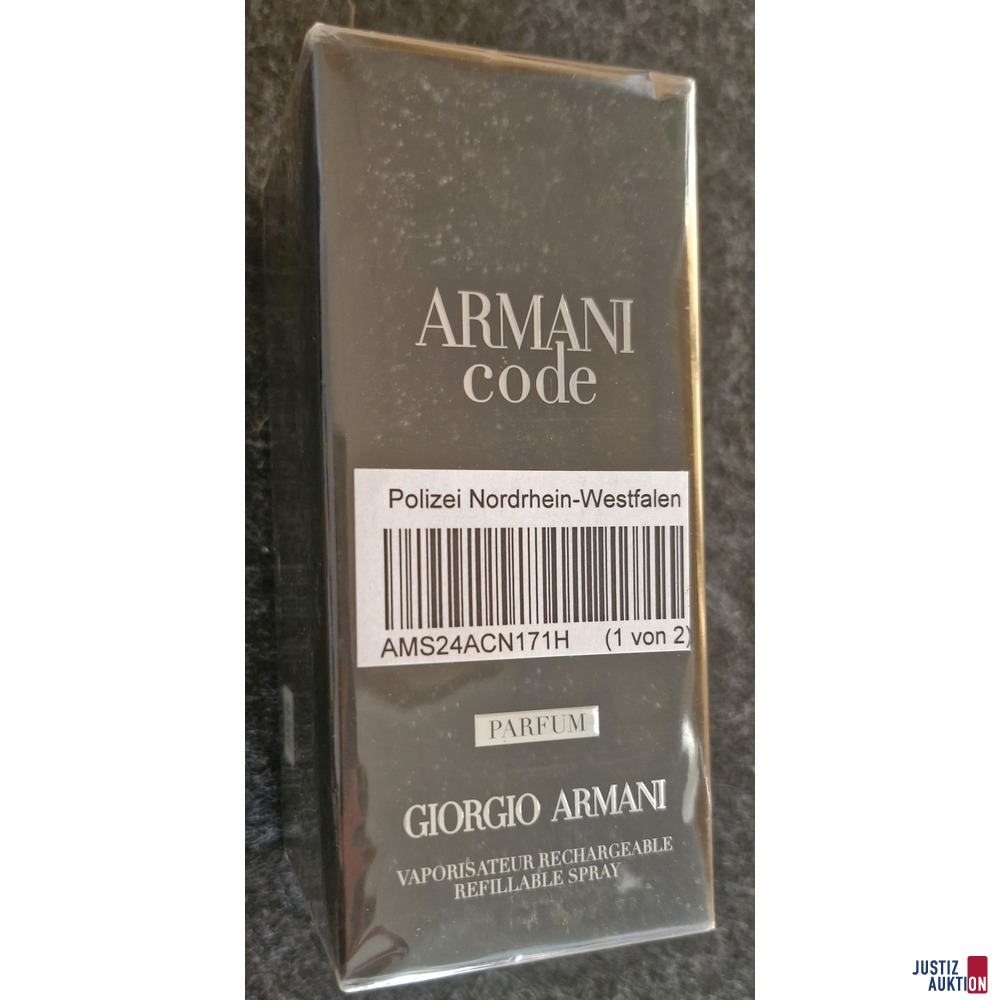 ARMANI
code
Polizei Nordrhein-Westfalen
AMS24ACN171H (1 von 2)
PARFUM
GIORGIO ARMANI
VAPORISATEUR RECHARGEABLE
REFILLABLE SPRAY
JUSTIZ
AUKTION